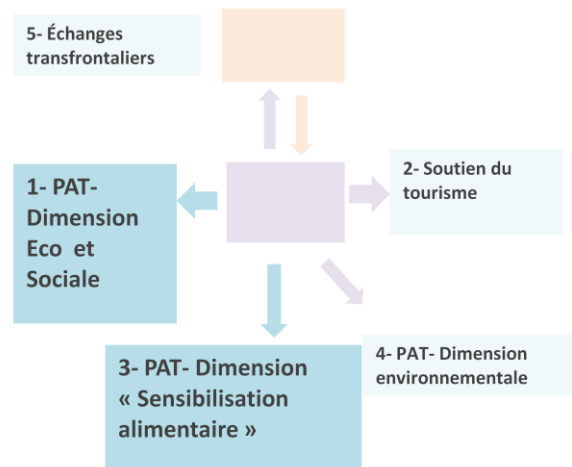 5- Échanges
transfrontaliers
1- PAT-
Dimension
Eco et
Sociale
2- Soutien du
tourisme
3- PAT- Dimension
« Sensibilisation
alimentaire »
4- PAT- Dimension
environnementale